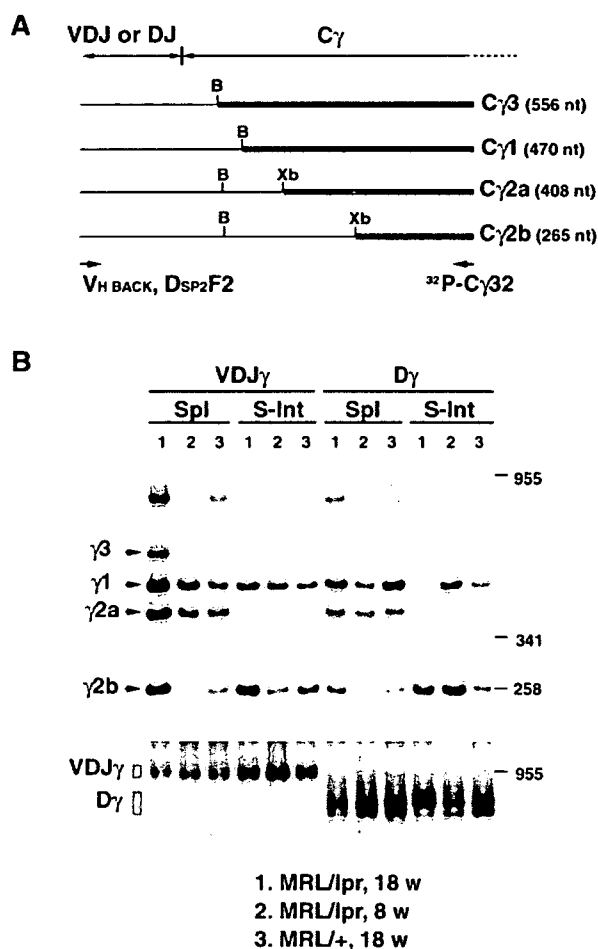 A
VDJ or DJ Cγ
B
Cγ3 (556 nt)
B
Cγ1 (470 nt)
B Xb
Cγ2a (408 nt)
B Xb
Cγ2b (265 nt)
VH BACK, DSP2F2 32P-Cγ32
B
VDJγ Dγ
Spl S-Int Spl S-Int
1 2 3 1 2 3 1 2 3 1 2 3
955
γ3
γ1
γ2a
341
γ2b 258
VDJγ 955
Dγ
1. MRL/lpr, 18 w
2. MRL/lpr, 8 w
3. MRL/+, 18 w